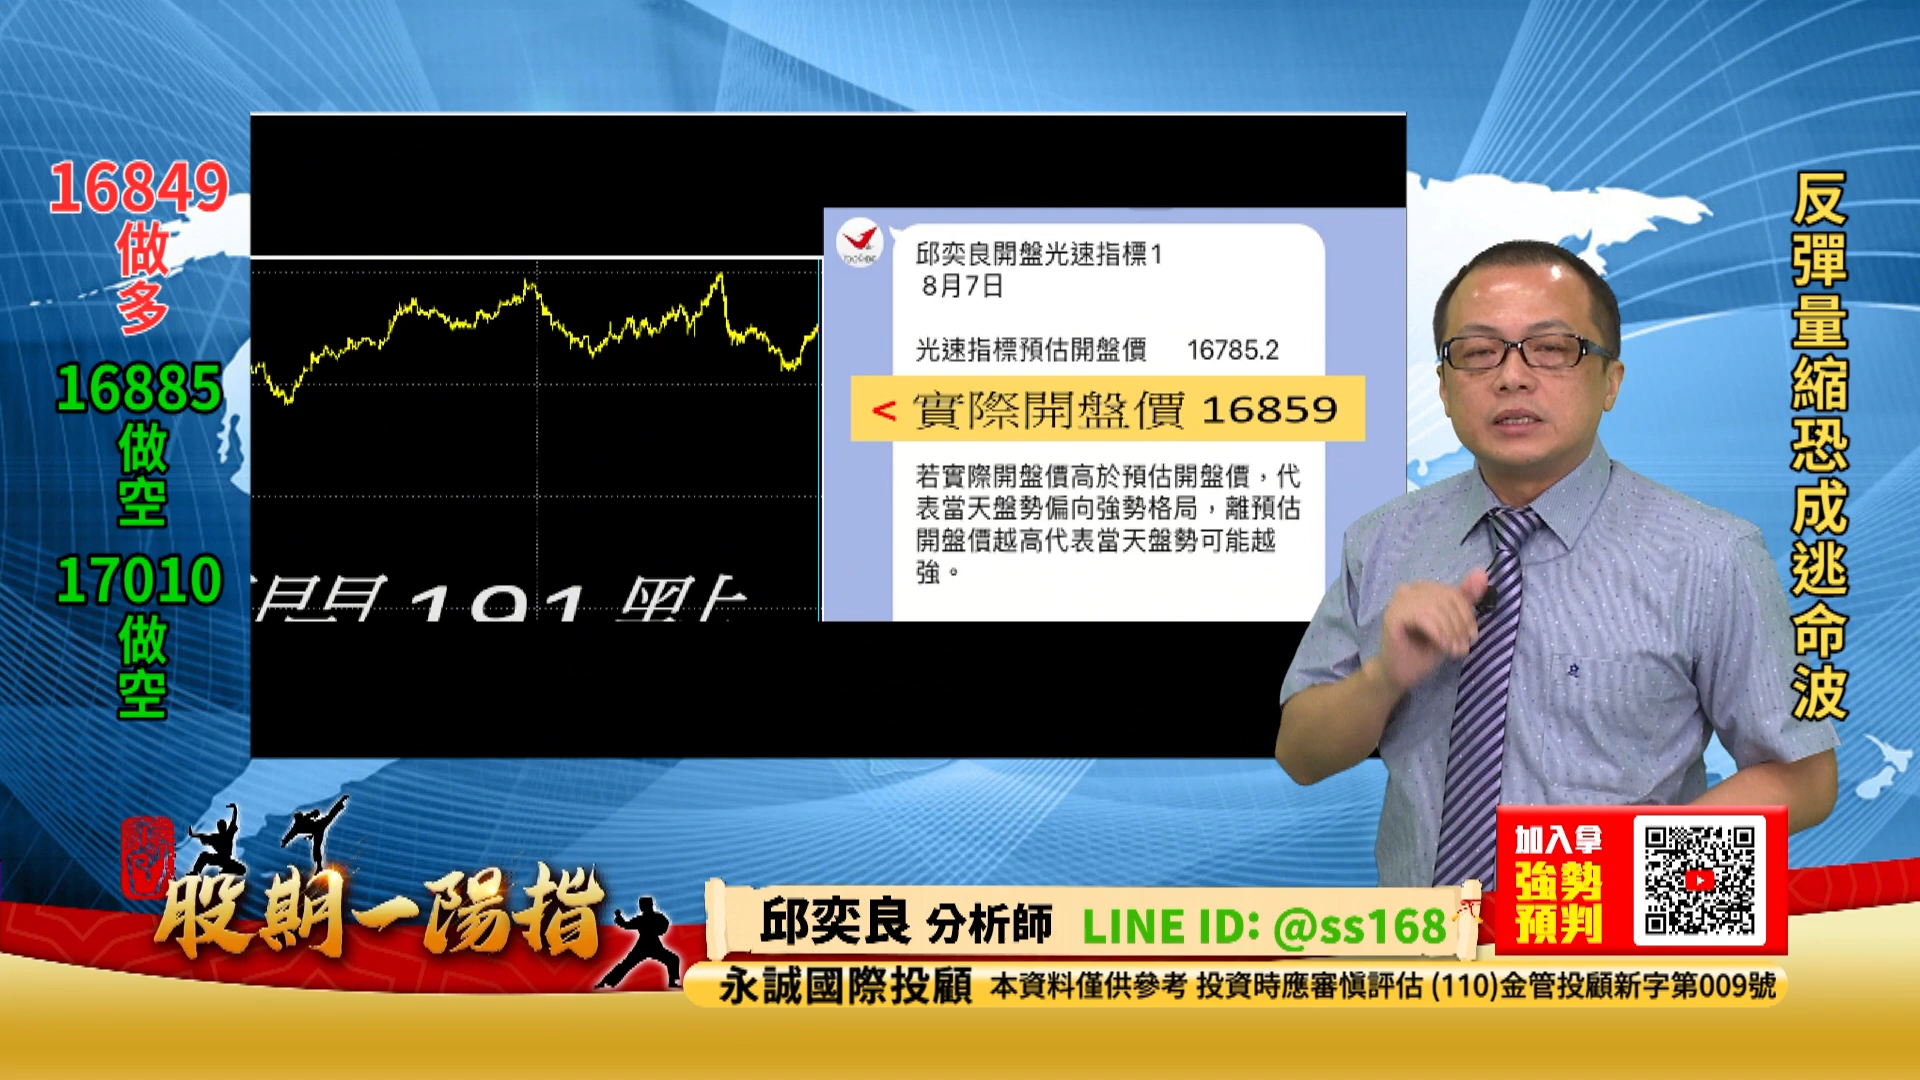 16849
做
多
16885
做
空
17010
做
空
邱奕良開盤光速指標1
8月7日
光速指標預估開盤價 16785.2
< 實際開盤價 16859
若實際開盤價高於預估開盤價，代
表當天盤勢偏向強勢格局，離預估
開盤價越高代表當天盤勢可能越
強。
間 191 點
反彈量縮恐成逃命波
股期一陽指
邱奕良 分析師 LINE ID: @ss168
加入拿
強勢
預判
永誠國際投顧 本資料僅供參考 投資時應審慎評估 (110)金管投顧新字第009號